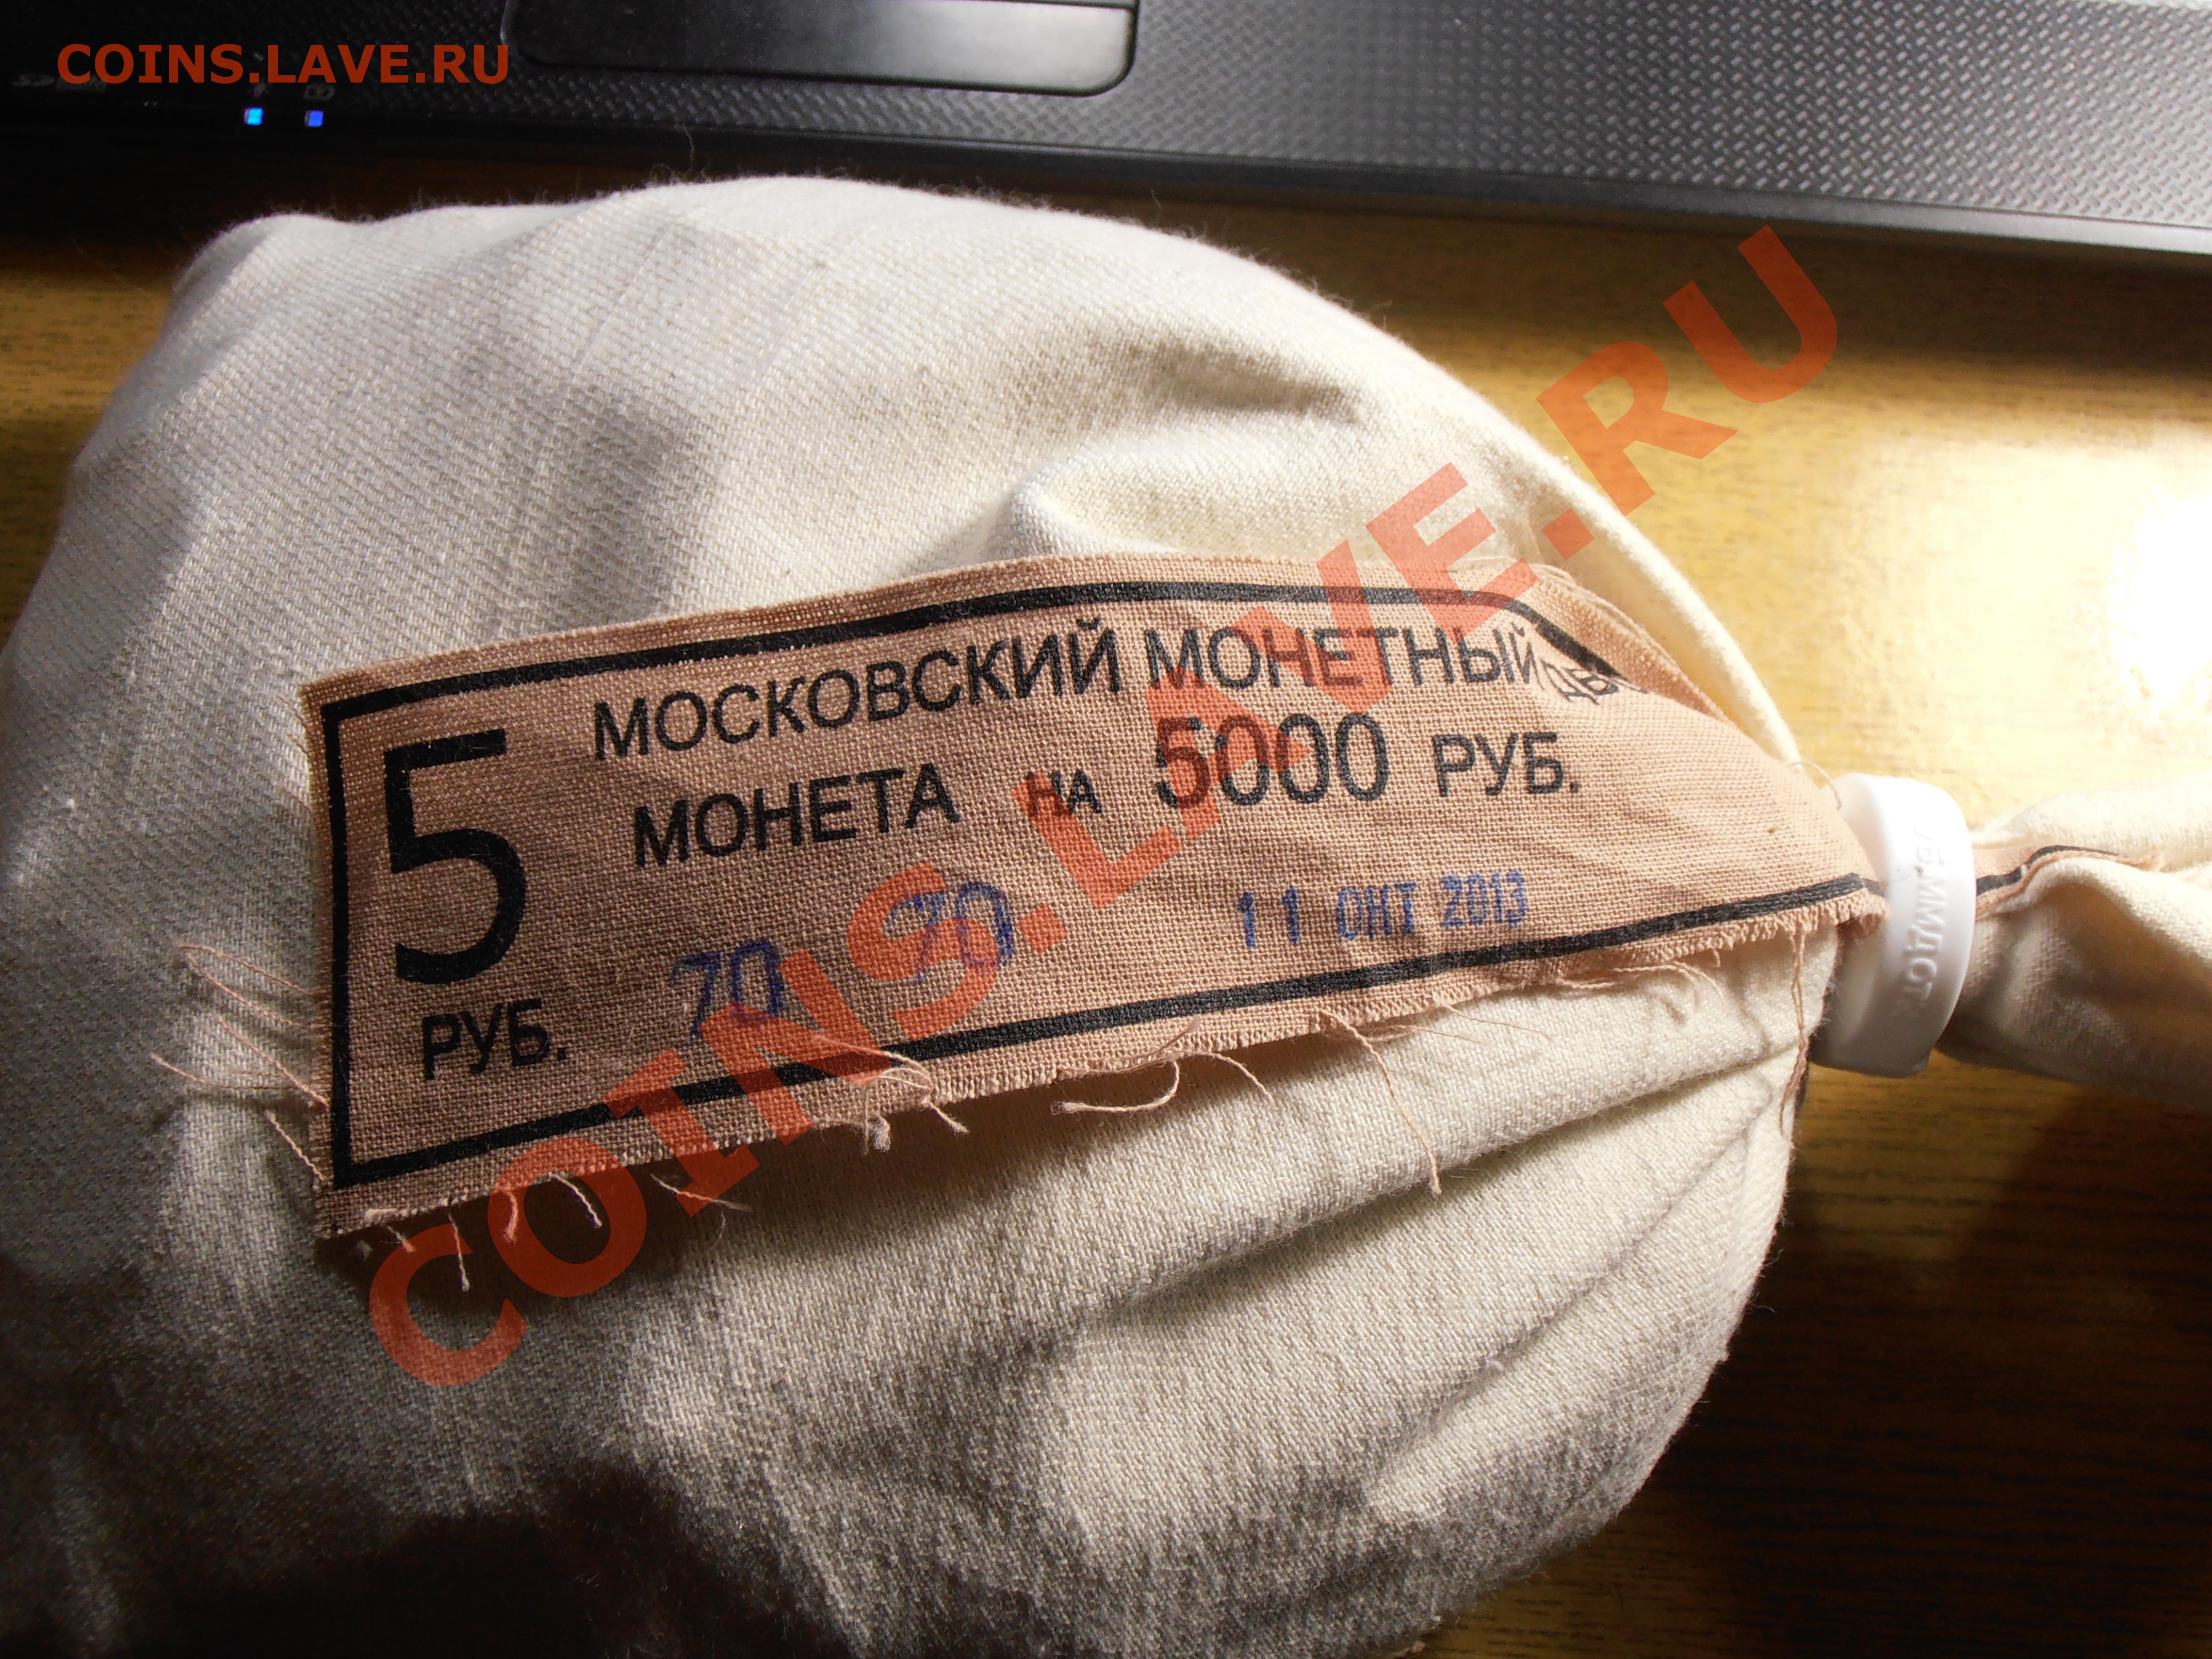 COINS.LAVE.RU
МОСКОВСКИЙ МОНЕТНЫЙ
5 РУБ.
МОНЕТА НА 5000 РУБ.
70 70 11 ОКТ 2013
COINS.LAVE.RU